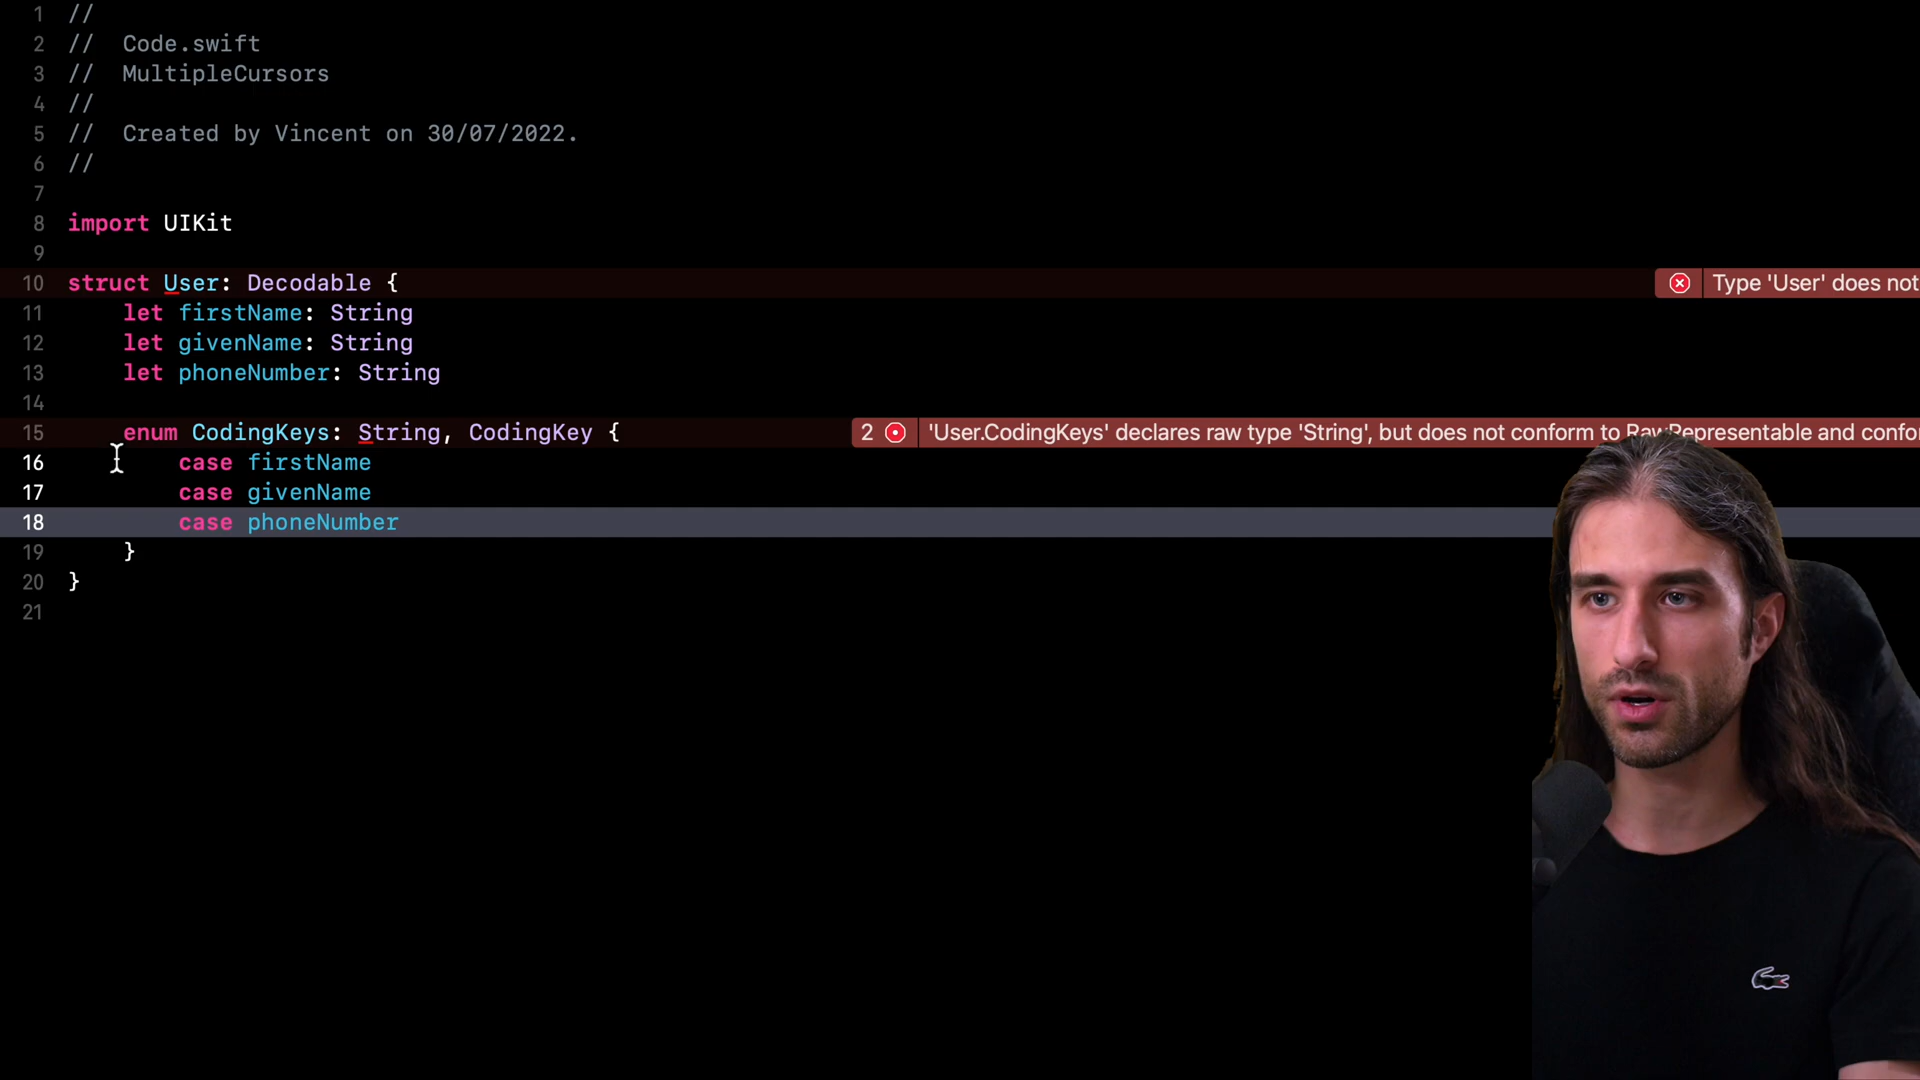 1 //
2 //  Code.swift
3 //  MultipleCursors
4 //
5 //  Created by Vincent on 30/07/2022.
6 //
7
8 import UIKit
9
10 struct User: Decodable { Type 'User' does not
11     let firstName: String
12     let givenName: String
13     let phoneNumber: String
14
15     enum CodingKeys: String, CodingKey { 2 'User.CodingKeys' declares raw type 'String', but does not conform to RawRepresentable and confo
16         case firstName
17         case givenName
18         case phoneNumber
19     }
20 }
21